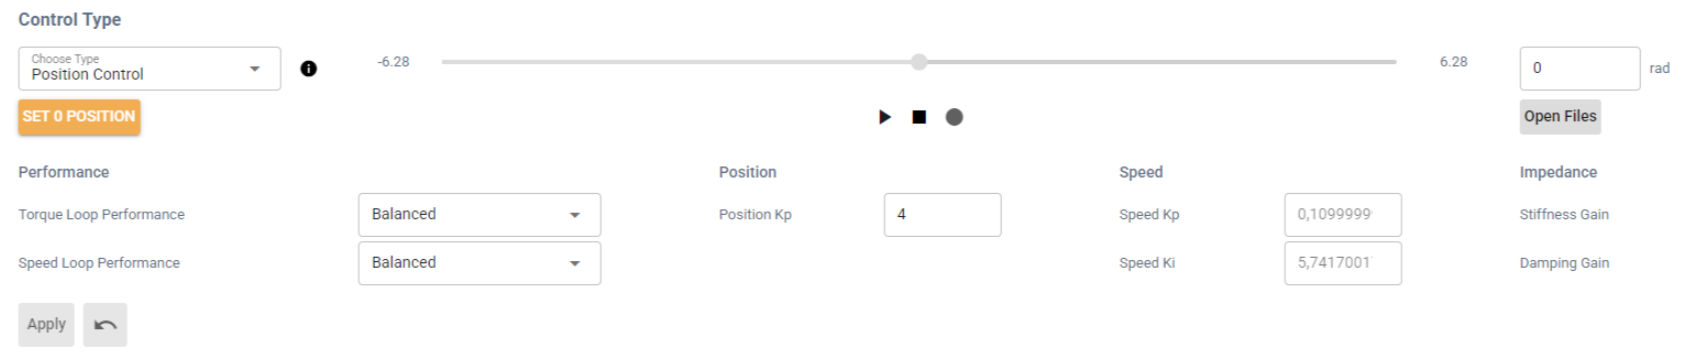 Control Type
Choose Type
Position Control
-6.28
6.28
0
rad
SET 0 POSITION
Open Files
Performance
Position
Speed
Impedance
Torque Loop Performance
Balanced
Position Kp
4
Speed Kp
0,1099999
Stiffness Gain
Speed Loop Performance
Balanced
Speed Ki
5,7417001
Damping Gain
Apply